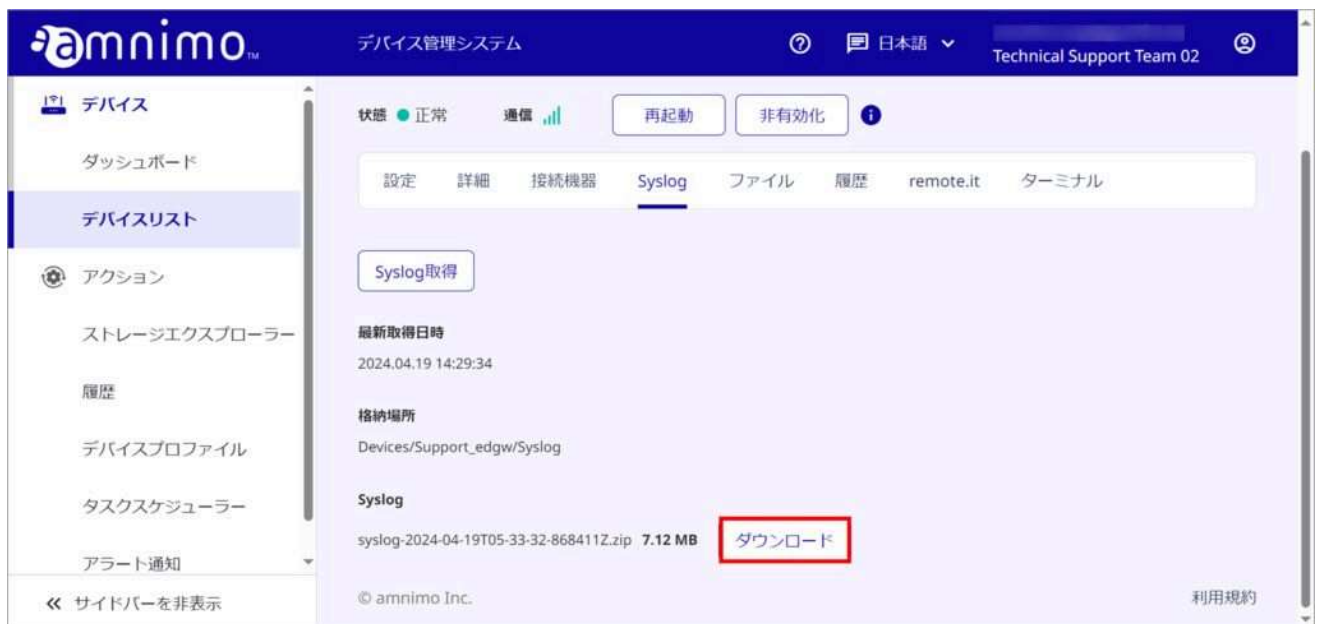 amnimo™
デバイス管理システム
日本語
Technical Support Team 02
デバイス
ダッシュボード
デバイスリスト
アクション
ストレージエクスプローラー
履歴
デバイスプロファイル
タスクスケジューラー
アラート通知
サイドバーを非表示
状態 正常 通信 再起動 非有効化
設定 詳細 接続機器 Syslog ファイル 履歴 remote.it ターミナル
Syslog取得
最新取得日時
2024.04.19 14:29:34
格納場所
Devices/Support_edgw/Syslog
Syslog
syslog-2024-04-19T05-33-32-868411Z.zip 7.12 MB ダウンロード
© amnimo Inc. 利用規約